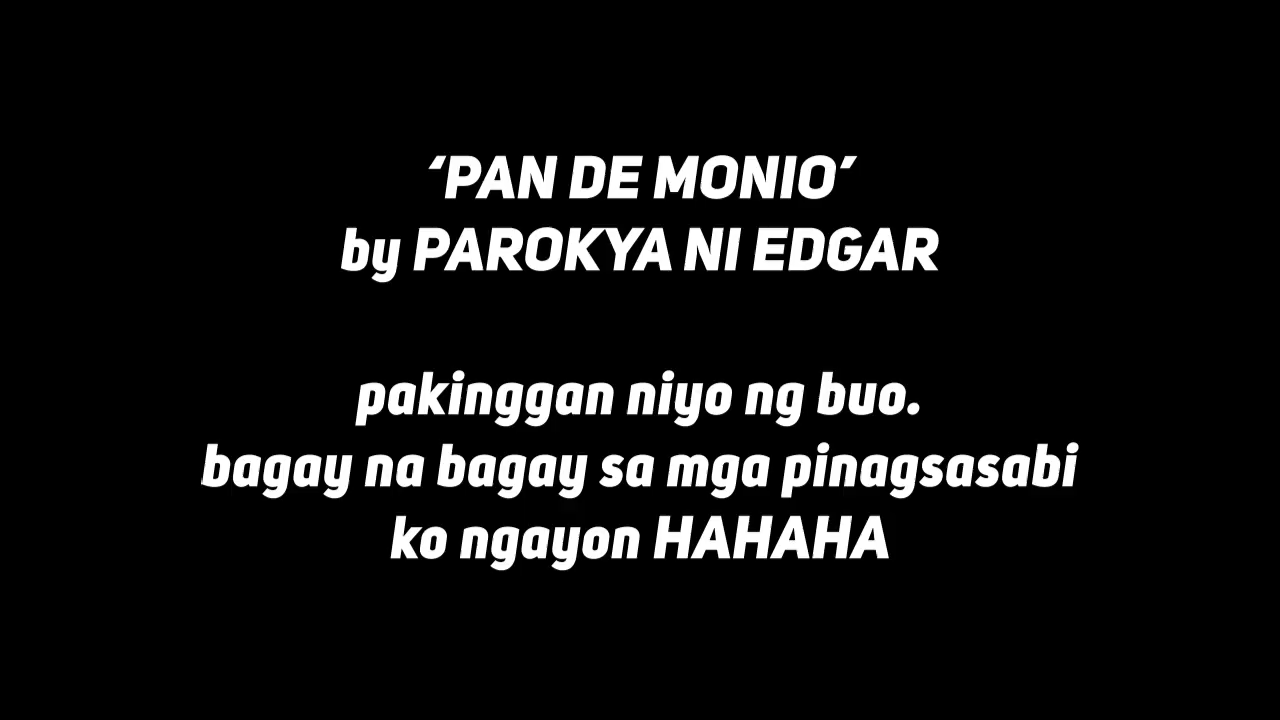 ‘PAN DE MONIO’
by PAROKYA NI EDGAR
pakinggan niyo ng buo.
bagay na bagay sa mga pinagsasabi
ko ngayon HAHAHA